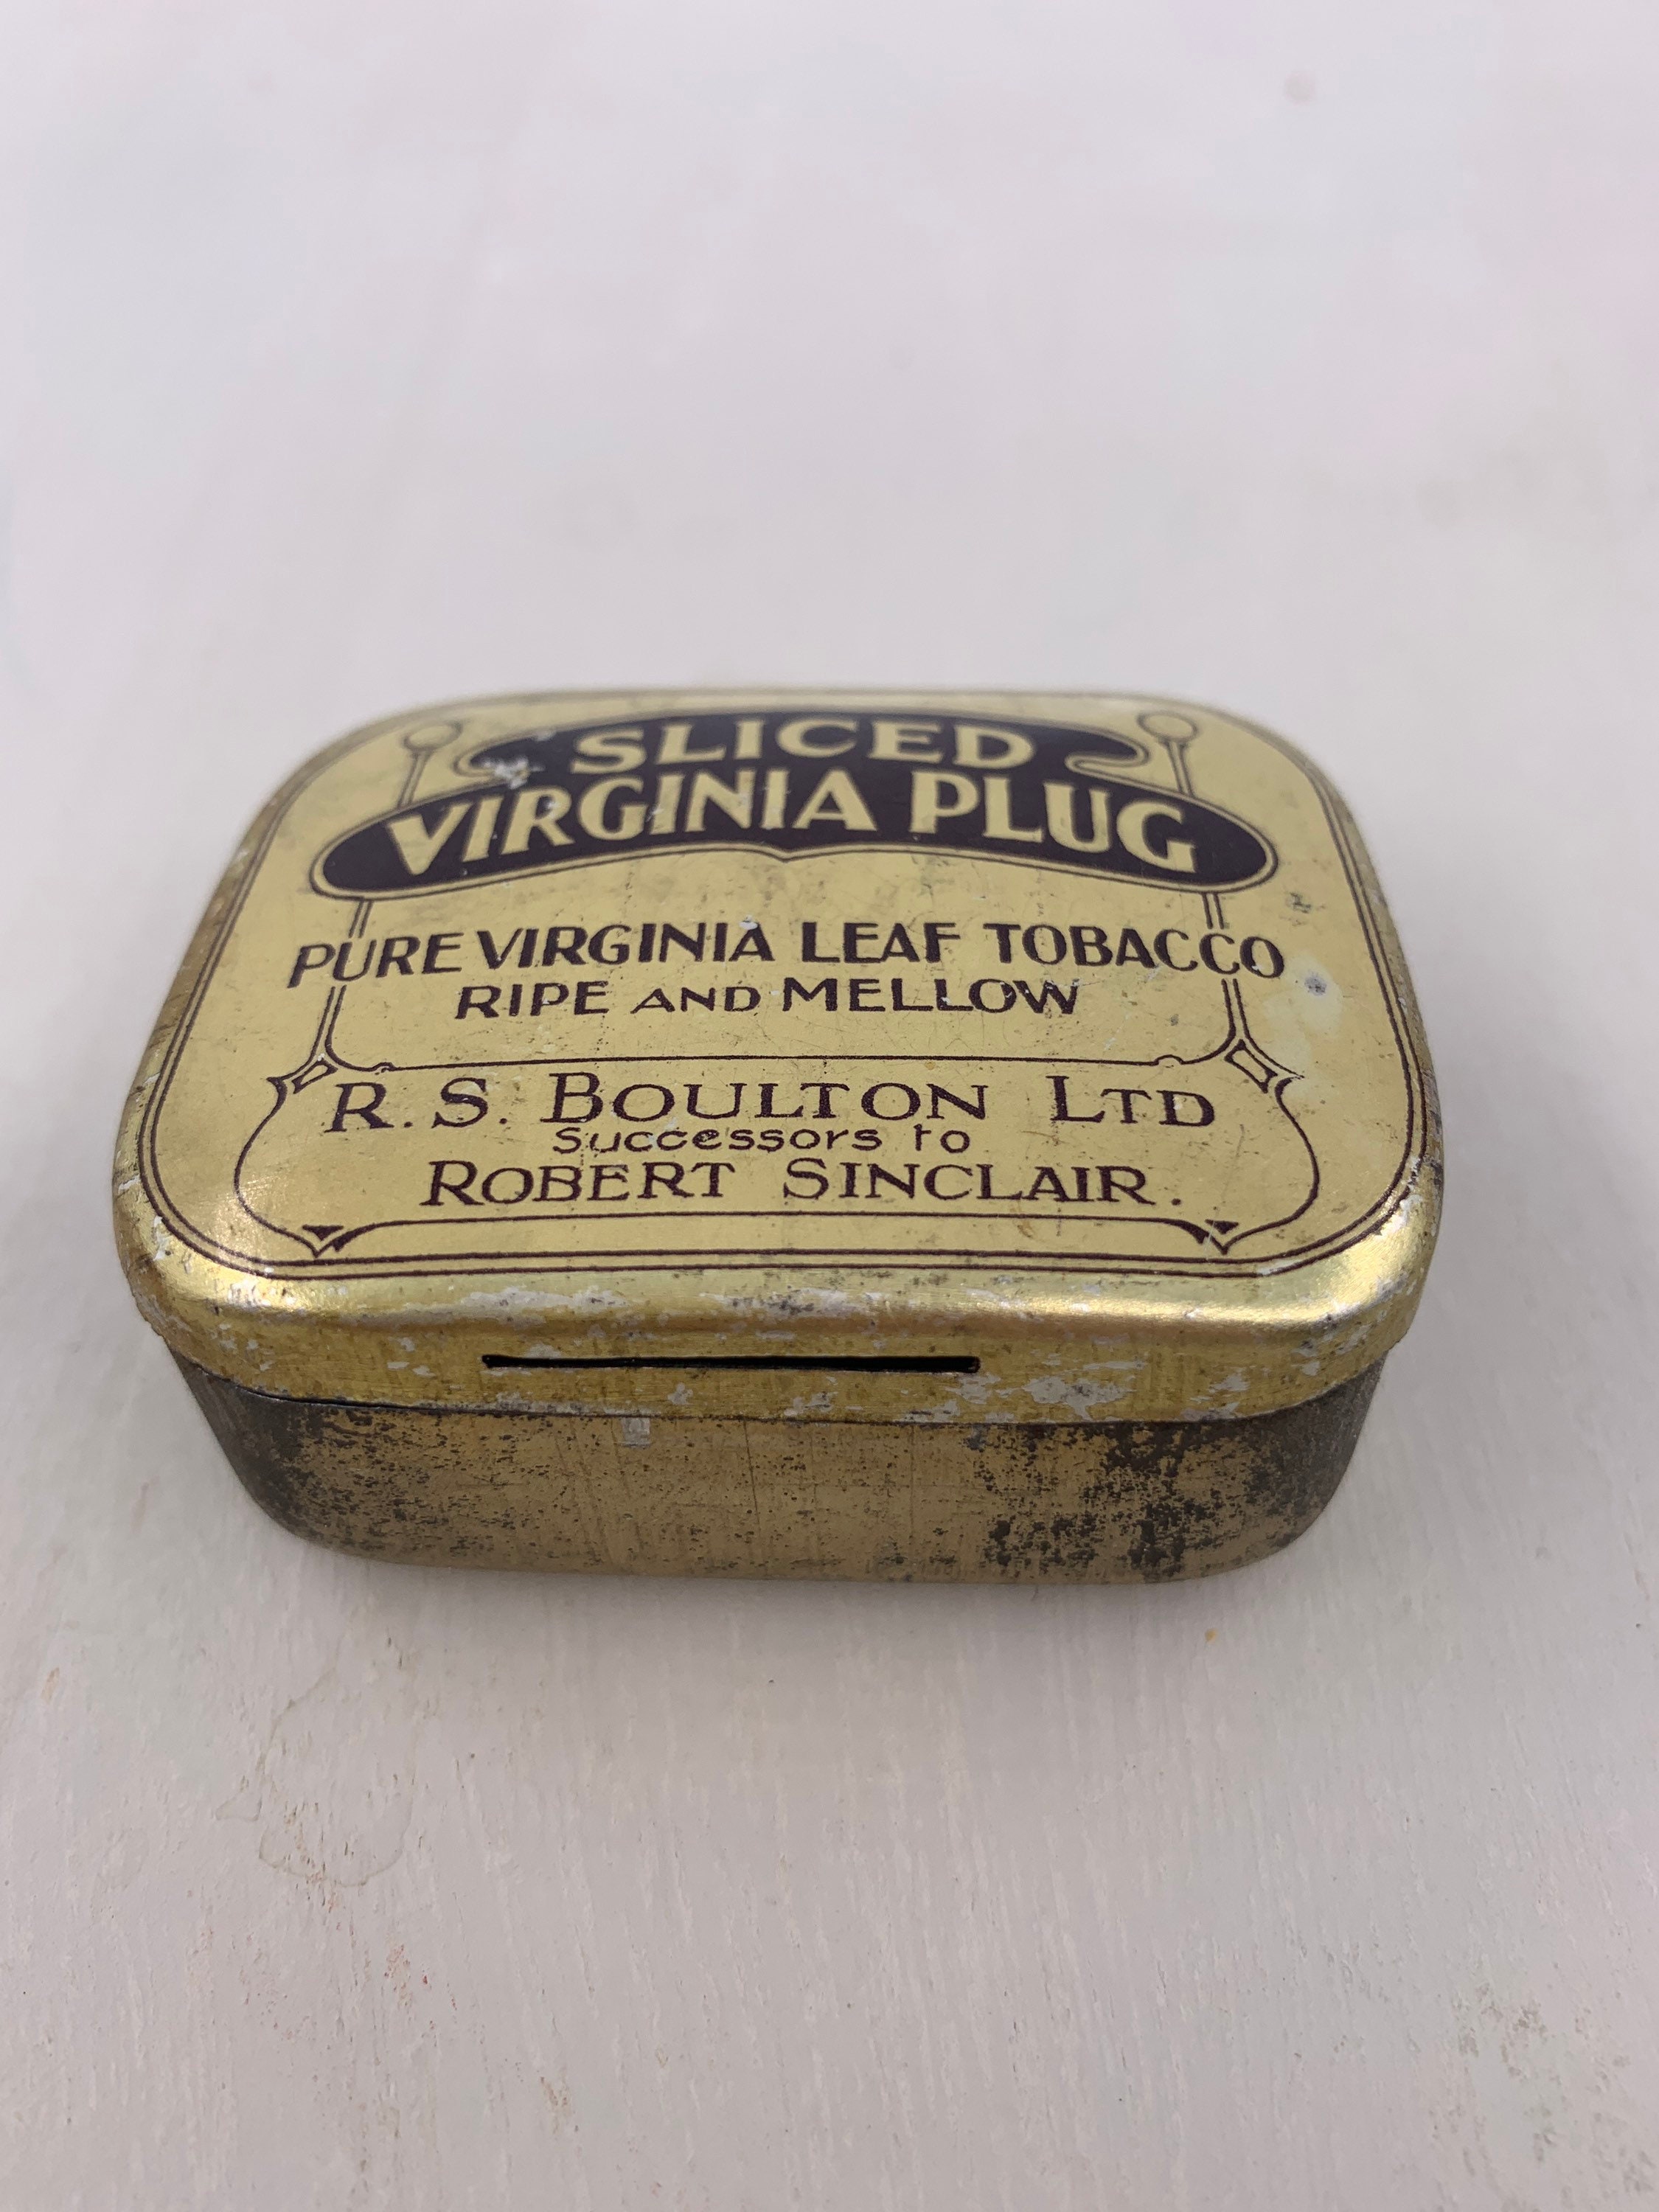 SLICED
VIRGINIA PLUG
PURE VIRGINIA LEAF TOBACCO
RIPE AND MELLOW
R. S. BOULTON LTD
Successors to
ROBERT SINCLAIR.